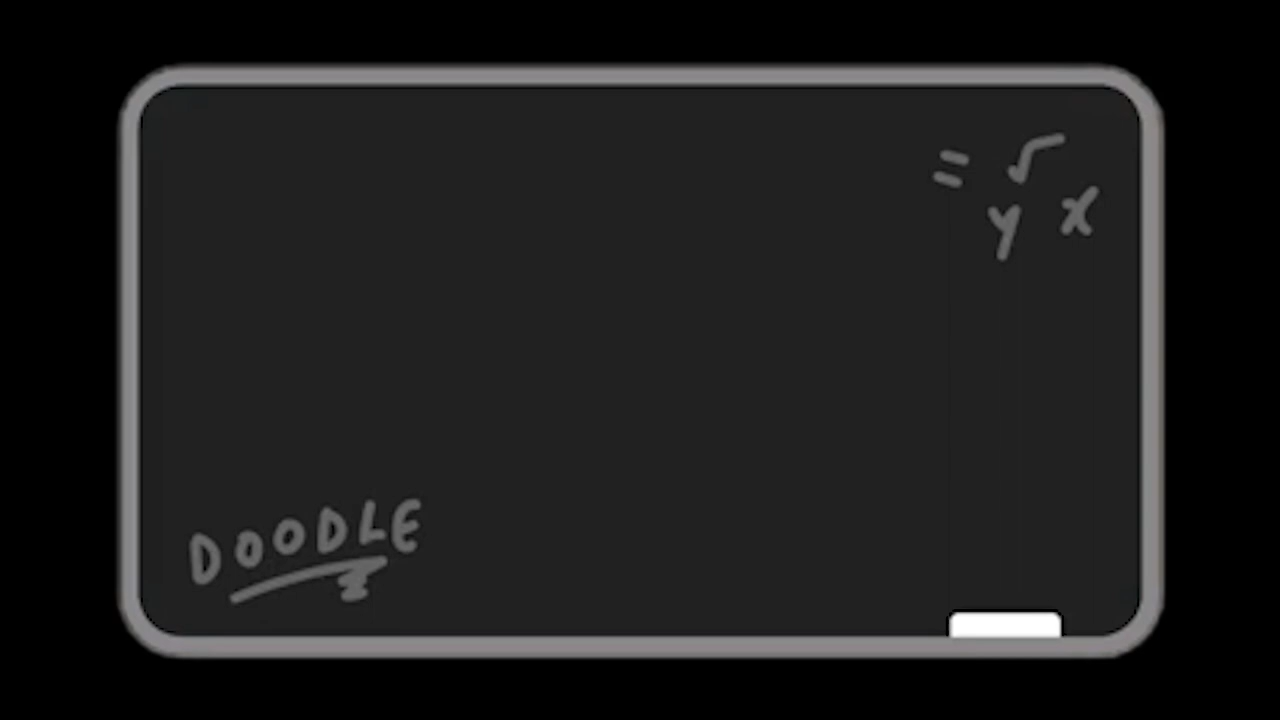 = √
y x
DOODLE